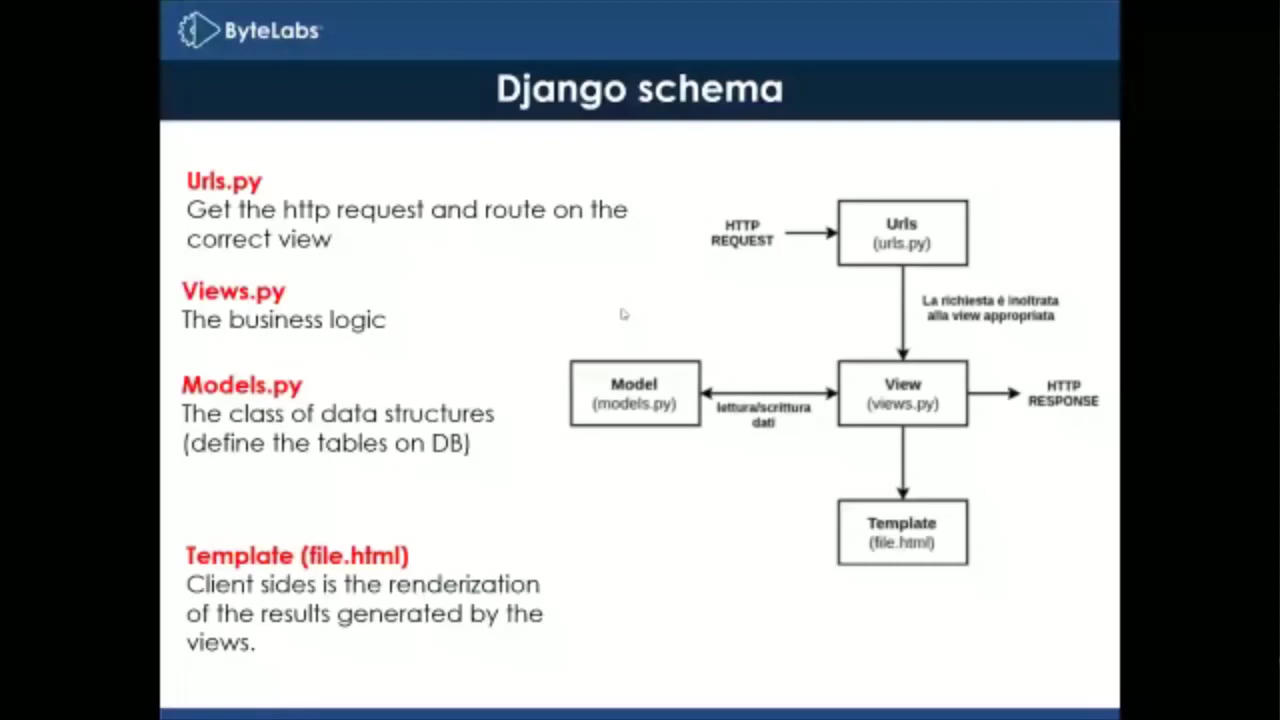 ByteLabs
Django schema
Urls.py
Get the http request and route on the
correct view
Views.py
The business logic
Models.py
The class of data structures
(define the tables on DB)
Template (file.html)
Client sides is the renderization
of the results generated by the
views.
HTTP
REQUEST
Urls
(urls.py)
La richiesta è inoltrata
alla view appropriata
Model
(models.py)
lettura/scrittura
dati
View
(views.py)
HTTP
RESPONSE
Template
(file.html)